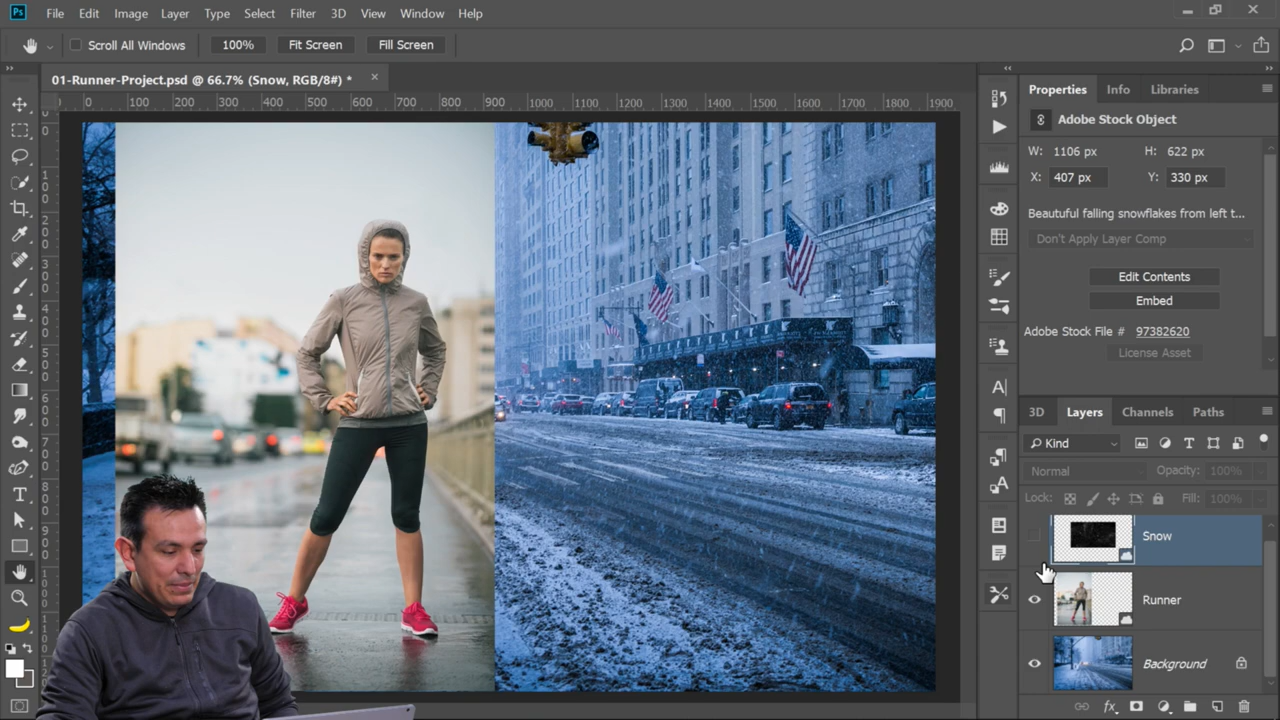 Ps File Edit Image Layer Type Select Filter 3D View Window Help
Scroll All Windows 100% Fit Screen Fill Screen
01-Runner-Project.psd @ 66.7% (Snow, RGB/8#) *
0 100 200 300 400 500 600 700 800 900 1000 1100 1200 1300 1400 1500 1600 1700 1800 1900
Properties Info Libraries
Adobe Stock Object
W: 1106 px H: 622 px
X: 407 px Y: 330 px
Beautuful falling snowflakes from left t...
Don't Apply Layer Comp
Edit Contents
Embed
Adobe Stock File # 97382620
License Asset
3D Layers Channels Paths
Kind
Normal Opacity: 100%
Lock: Fill: 100%
Snow
Runner
Background